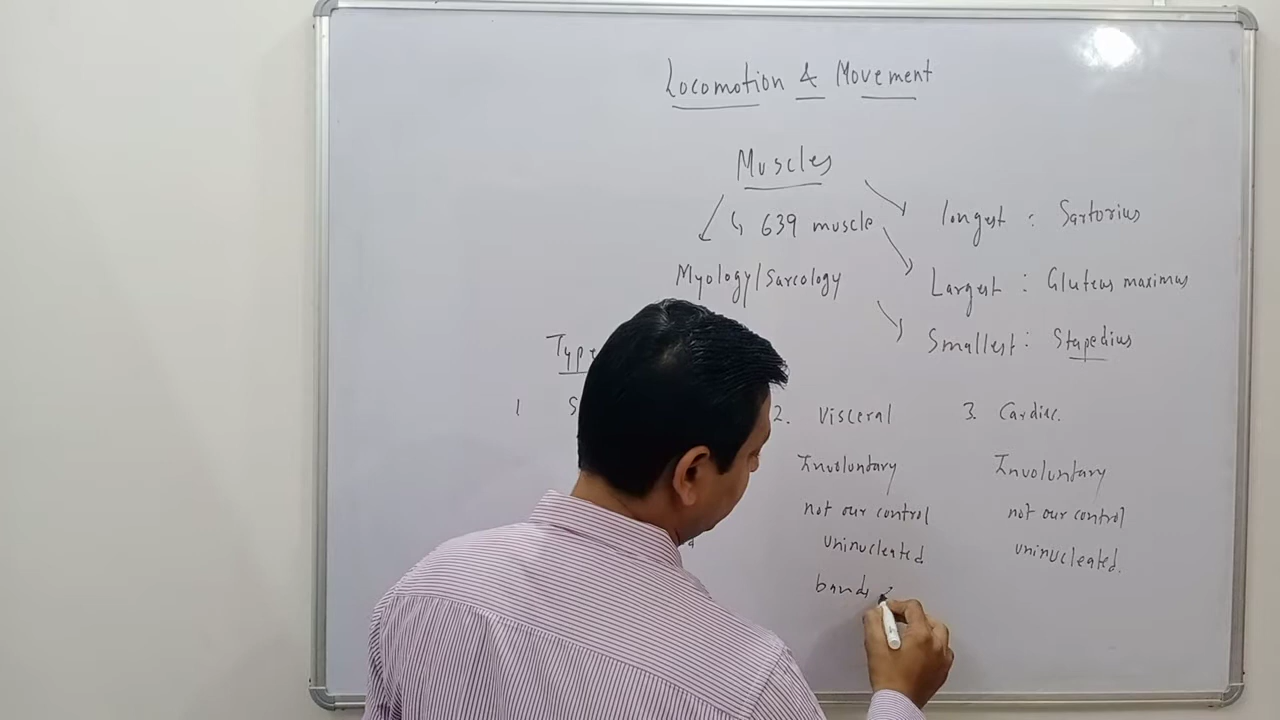 Locomotion & Movement
Muscles
↳ 639 muscle
longest : Sartorius
Myology/Sarcology
Largest : Gluteus maximus
Smallest : Stapedius
Type
1 S
2. Visceral
3. Cardiac.
Involuntary
Involuntary
not our control
not our control
uninucleated
uninucleated.
bands